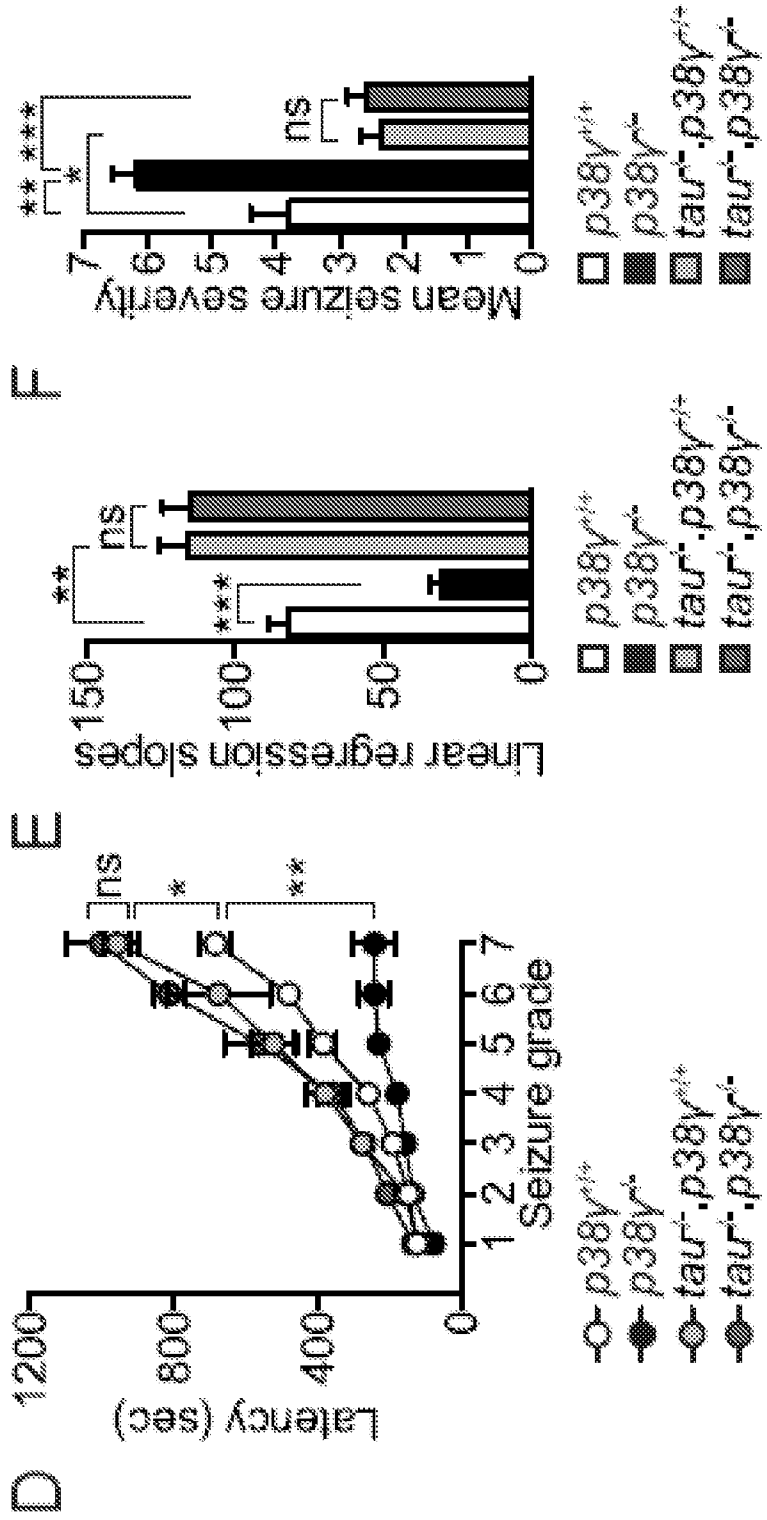 D
1200
800
400
0
Latency (sec)
ns
*
**
1 2 3 4 5 6 7
Seizure grade
p38γ+/+
p38γ-/-
tau-/-.p38γ+/+
tau-/-.p38γ-/-
E
150
100
50
0
Linear regression slopes
**
ns
***
p38γ+/+
p38γ-/-
tau-/-.p38γ+/+
tau-/-.p38γ-/-
F
7
6
5
4
3
2
1
0
Mean seizure severity
** ***
*
ns
p38γ+/+
p38γ-/-
tau-/-.p38γ+/+
tau-/-.p38γ-/-